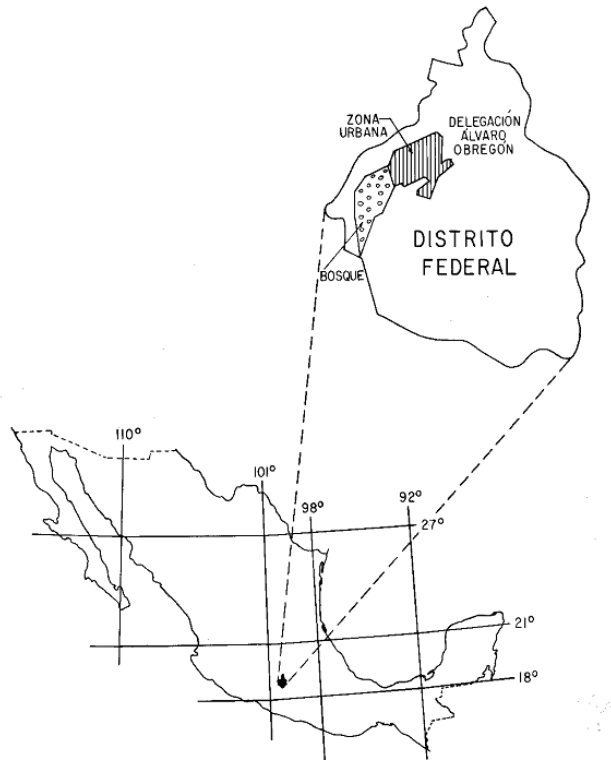 ZONA
URBANA
DELEGACIÓN
ÁLVARO
OBREGÓN
DISTRITO
FEDERAL
BOSQUE
110°
101°
98°
92°
27°
21°
18°